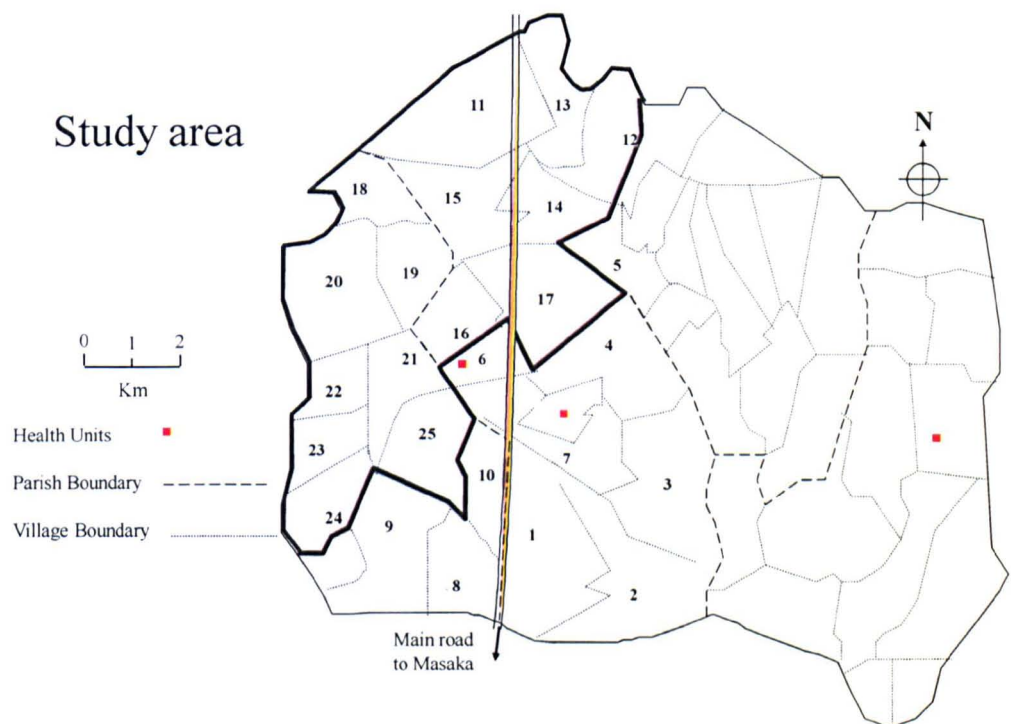 Study area
N
11
13
12
18
15
14
20
19
5
17
16
4
6
21
22
7
25
23
10
3
24
9
1
8
2
0 1 2
Km
Health Units
Parish Boundary
Village Boundary
Main road
to Masaka